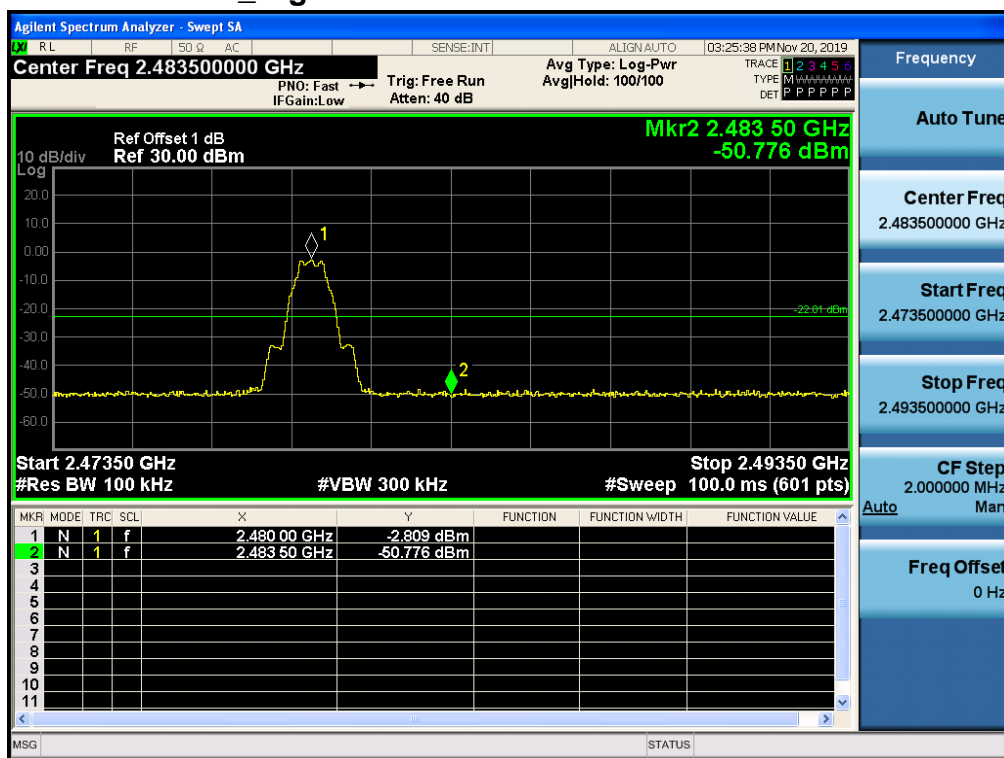 Agilent Spectrum Analyzer - Swept SA
LXI RL RF 50 Ω AC SENSE:INT ALIGN AUTO 03:25:38 PM Nov 20, 2019
Center Freq 2.483500000 GHz
PNO: Fast
IFGain:Low
Trig: Free Run
Atten: 40 dB
Avg Type: Log-Pwr
Avg|Hold: 100/100
TRACE 1 2 3 4 5 6
TYPE M WWWWW
DET P P P P P P
Mkr2 2.483 50 GHz
-50.776 dBm
Ref Offset 1 dB
Ref 30.00 dBm
10 dB/div
Log
20.0
10.0
0.00
-10.0
-20.0
-30.0
-40.0
-50.0
-60.0
1
2
-22.81 dBm
Start 2.47350 GHz
Stop 2.49350 GHz
#Res BW 100 kHz
#VBW 300 kHz
#Sweep 100.0 ms (601 pts)
MKR MODE TRC SCL X Y FUNCTION FUNCTION WIDTH FUNCTION VALUE
1 N 1 f 2.480 00 GHz -2.809 dBm
2 N 1 f 2.483 50 GHz -50.776 dBm
3
4
5
6
7
8
9
10
11
MSG
STATUS
Frequency
Auto Tune
Center Freq
2.483500000 GHz
Start Freq
2.473500000 GHz
Stop Freq
2.493500000 GHz
CF Step
2.000000 MHz
Auto Man
Freq Offset
0 Hz